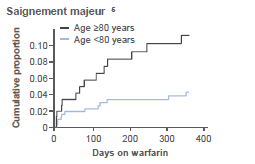 Saignement majeur 6
Age ≥80 years
Age <80 years
Cumulative proportion
0.10
0.08
0.06
0.04
0.02
0
0 100 200 300 400
Days on warfarin